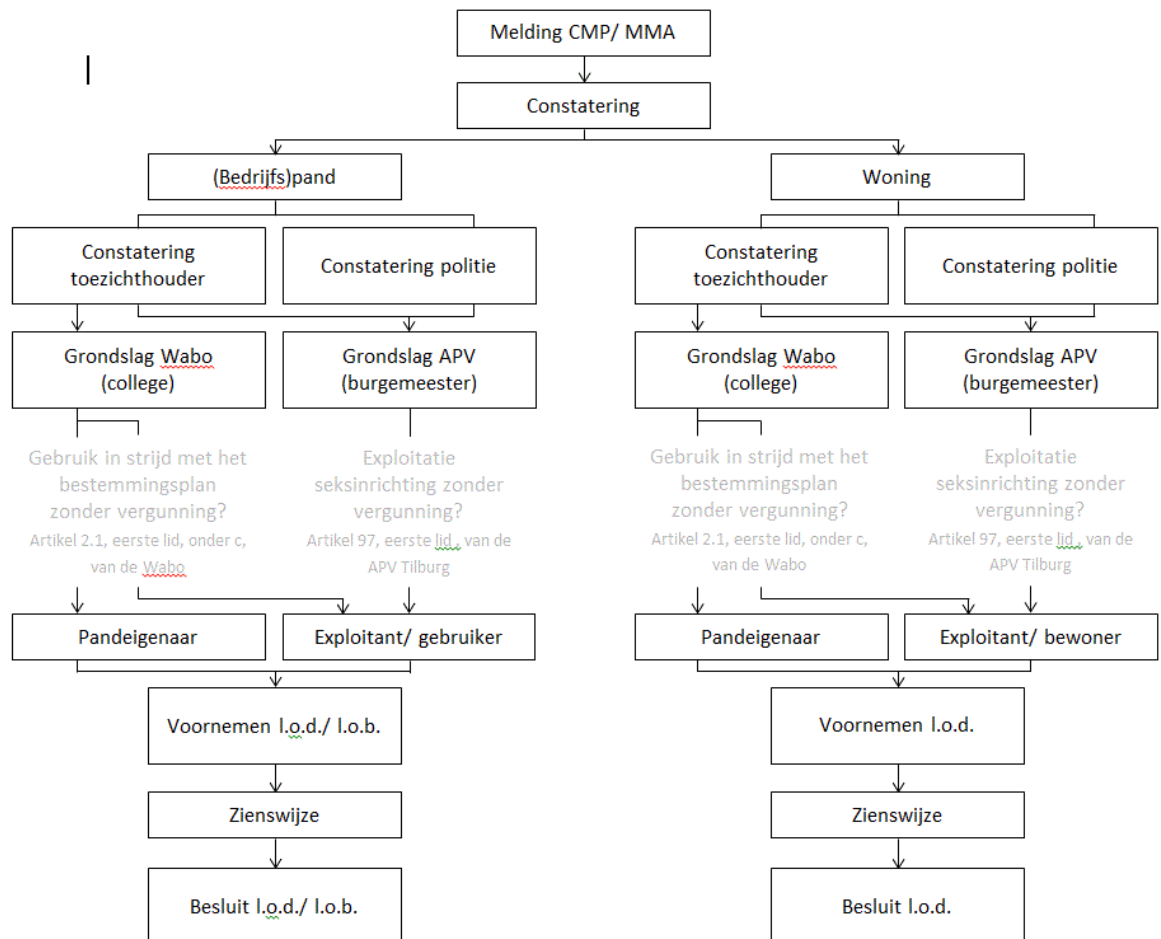 Melding CMP/ MMA
Constatering
(Bedrijfs)pand
Woning
Constatering
toezichthouder
Constatering politie
Constatering
toezichthouder
Constatering politie
Grondslag Wabo
(college)
Grondslag APV
(burgemeester)
Grondslag Wabo
(college)
Grondslag APV
(burgemeester)
Gebruik in strijd met het
bestemmingsplan
zonder vergunning?
Artikel 2.1, eerste lid, onder c,
van de Wabo
Exploitatie
seksinrichting zonder
vergunning?
Artikel 97, eerste lid , van de
APV Tilburg
Gebruik in strijd met het
bestemmingsplan
zonder vergunning?
Artikel 2.1, eerste lid, onder c,
van de Wabo
Exploitatie
seksinrichting zonder
vergunning?
Artikel 97, eerste lid , van de
APV Tilburg
Pandeigenaar
Exploitant/ gebruiker
Pandeigenaar
Exploitant/ bewoner
Voornemen l.o.d./ l.o.b.
Voornemen l.o.d.
Zienswijze
Zienswijze
Besluit l.o.d./ l.o.b.
Besluit l.o.d.